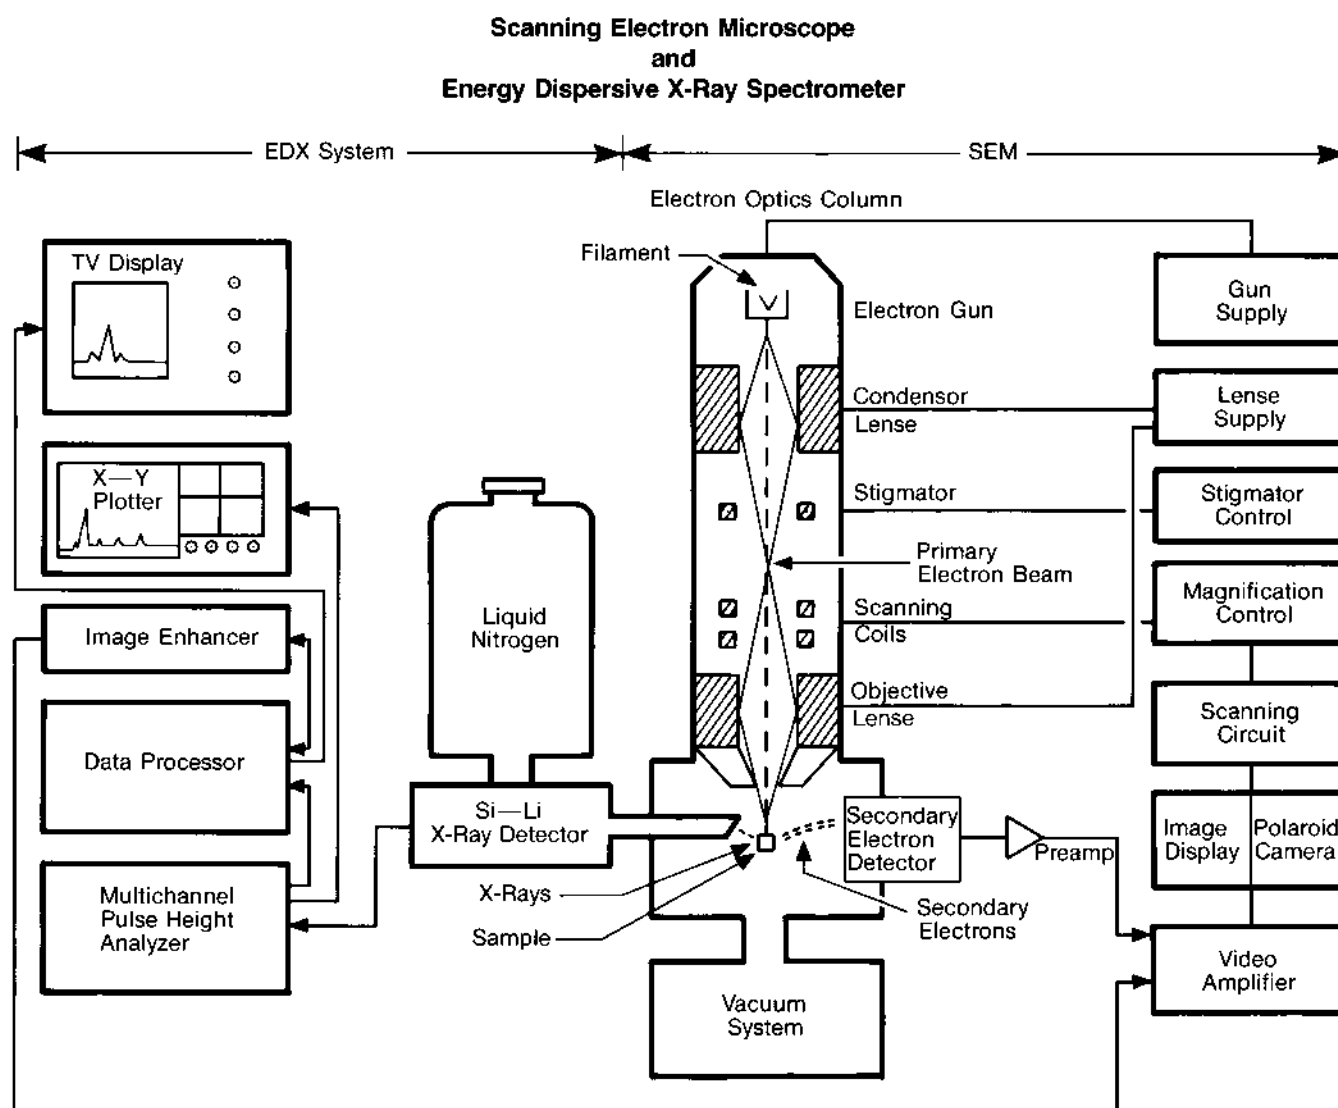 Scanning Electron Microscope
and
Energy Dispersive X-Ray Spectrometer
EDX System
SEM
Electron Optics Column
TV Display
Filament
Electron Gun
Gun
Supply
X—Y
Plotter
Condensor
Lense
Lense
Supply
Stigmator
Stigmator
Control
Primary
Electron Beam
Image Enhancer
Liquid
Nitrogen
Scanning
Coils
Magnification
Control
Data Processor
Objective
Lense
Scanning
Circuit
Si—Li
X-Ray Detector
Secondary
Electron
Detector
Preamp
Image
Display
Polaroid
Camera
Multichannel
Pulse Height
Analyzer
X-Rays
Sample
Secondary
Electrons
Video
Amplifier
Vacuum
System